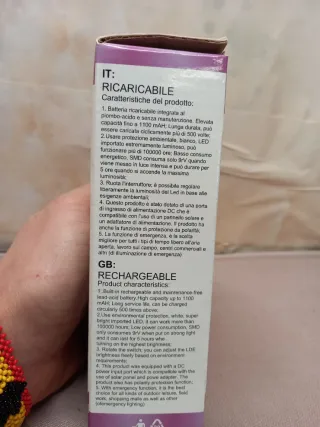 IT:
RICARICABILE
Caratteristiche del prodotto:
1. Batteria ricaricabile integrata al
piombo-acido e senza manutenzione. Elevata
capacità fino a 1100 mAH; Lunga durata, può
essere caricata ciclicamente più di 500 volte;
2. Usare protezione ambientale, bianco, LED
importato estremamente luminoso, può
funzionare più di 100000 ore; Basso consumo
energetico, SMD consuma solo 9rV quando
viene messo in luce intensa e può durare per
5 ore quando si accende la massima
luminosità;
3. Ruota l'interruttore; è possibile regolare
liberamente la luminosità del Led in base alle
esigenze ambientali;
4. Questo prodotto è stato dotato di una porta
di ingresso di alimentazione DC che è
compatibile con l'uso di un pannello solare e
un adattatore di alimentazione. Il prodotto ha
anche la funzione di protezione da polarità;
5. La funzione di emergenza, è la scelta
migliore per tutti i tipi di tempo libero all'aria
aperta, lavoro sul campo, centri commerciali e
altri (di illuminazione di emergenza)
GB:
RECHARGEABLE
Product characteristics:
1. Built-in rechargeable and maintenance-free
lead-acid battery.High capacity up to 1100
mAH; Long service life, can be charged
circularly 500 times above;
2. Use environmental protection, white, super
bright imported LED, it can work more than
100000 hours; Low power consumption, SMD
only consumes 9rV when put on strong light
and it can last for 5 hours whe
turning on the highest brightness;
3. Rotate the switch, you can adjust the LDS
brightness freely based on environment
requirements;
4. This product wiyyed equipped with a DC
power input port which is compatible with the
use of solar panel and powe adapter. The
product also has polarity protection function;
5. With emergency function, it is the best
choice for all kinds of outdoor leisure, field
work, shopping malls as well as other
(emergency lighting)